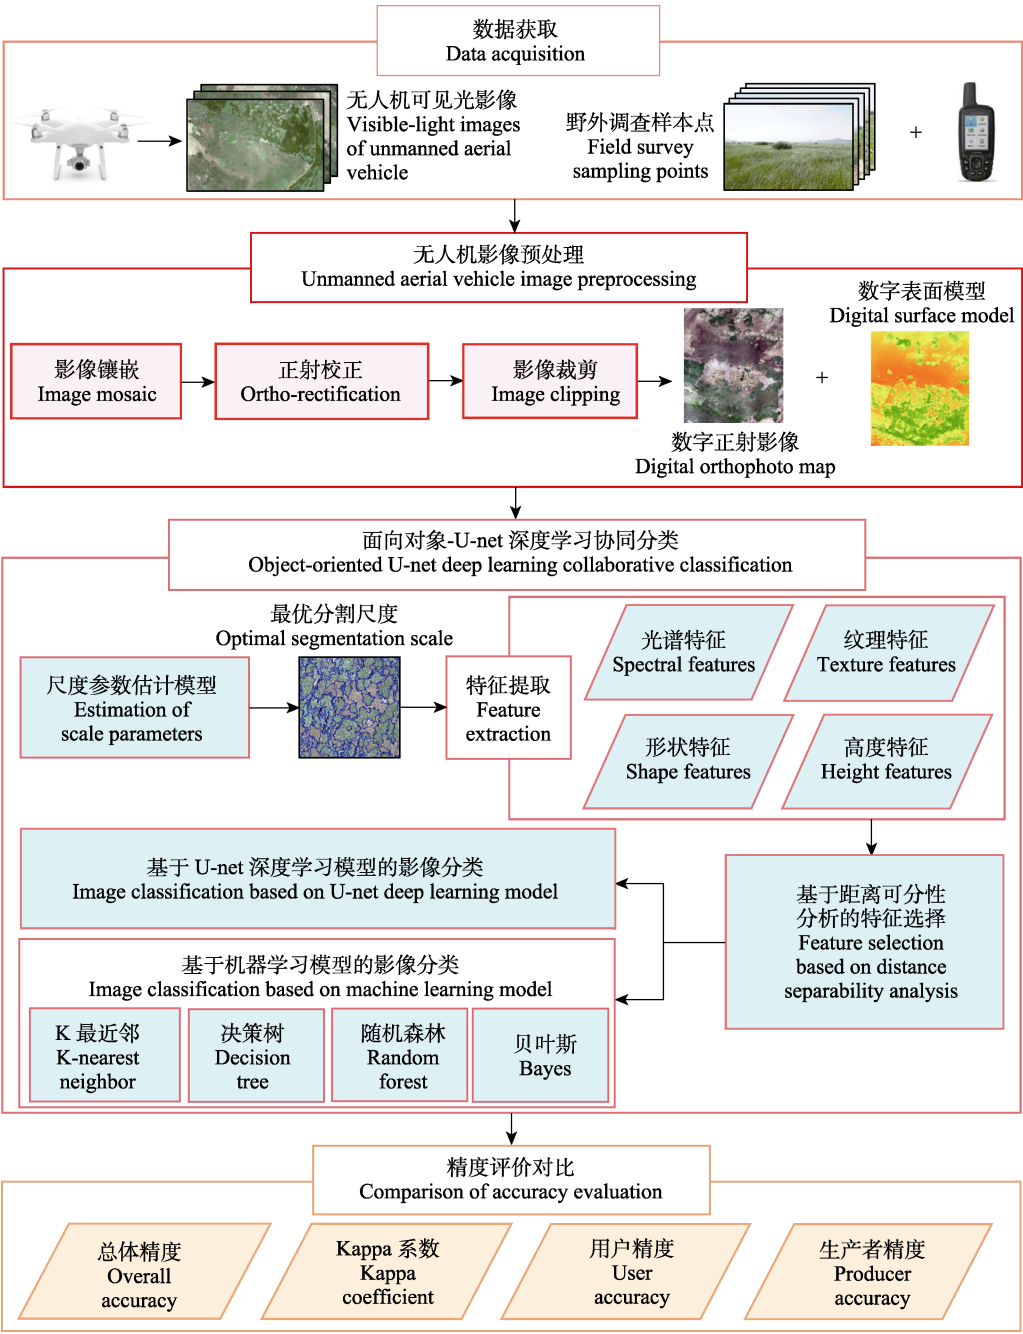 数据获取
Data acquisition
无人机可见光影像
Visible-light images
of unmanned aerial
vehicle
野外调查样本点
Field survey
sampling points
+
无人机影像预处理
Unmanned aerial vehicle image preprocessing
数字表面模型
Digital surface model
影像镶嵌
Image mosaic
正射校正
Ortho-rectification
影像裁剪
Image clipping
+
数字正射影像
Digital orthophoto map
面向对象-U-net 深度学习协同分类
Object-oriented U-net deep learning collaborative classification
最优分割尺度
Optimal segmentation scale
尺度参数估计模型
Estimation of
scale parameters
特征提取
Feature
extraction
光谱特征
Spectral features
纹理特征
Texture features
形状特征
Shape features
高度特征
Height features
基于 U-net 深度学习模型的影像分类
Image classification based on U-net deep learning model
基于距离可分性
分析的特征选择
Feature selection
based on distance
separability analysis
基于机器学习模型的影像分类
Image classification based on machine learning model
K 最近邻
K-nearest
neighbor
决策树
Decision
tree
随机森林
Random
forest
贝叶斯
Bayes
精度评价对比
Comparison of accuracy evaluation
总体精度
Overall
accuracy
Kappa 系数
Kappa
coefficient
用户精度
User
accuracy
生产者精度
Producer
accuracy